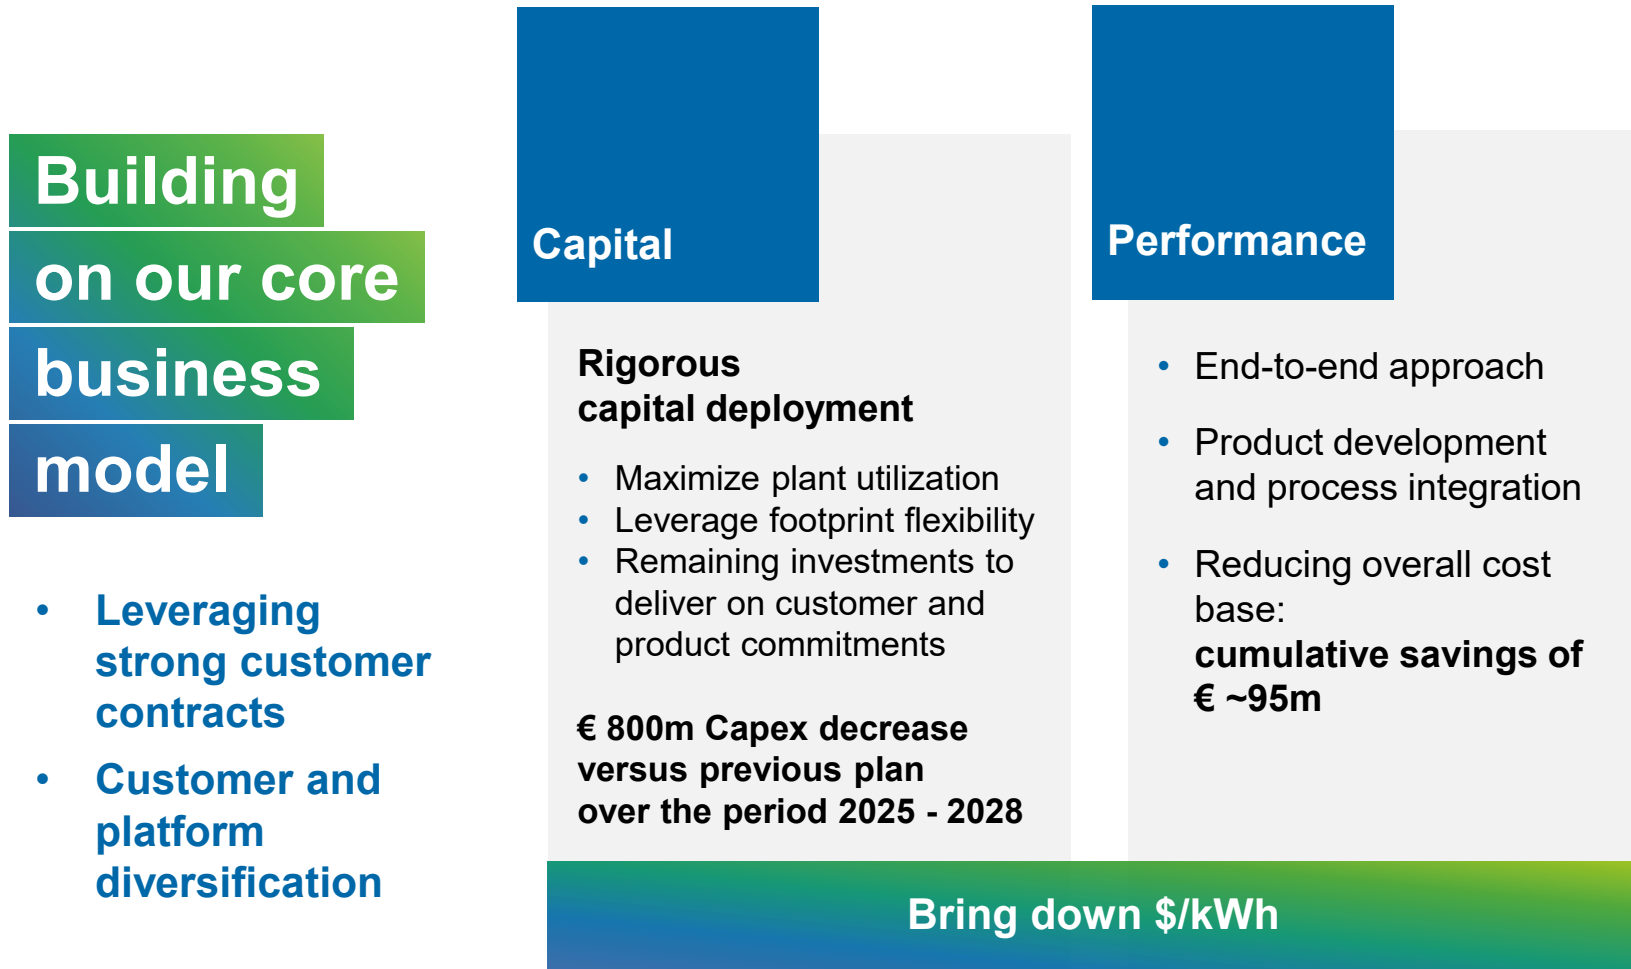 Building
on our core
business
model
• Leveraging
strong customer
contracts
• Customer and
platform
diversification
Capital
Rigorous
capital deployment
• Maximize plant utilization
• Leverage footprint flexibility
• Remaining investments to
deliver on customer and
product commitments
€ 800m Capex decrease
versus previous plan
over the period 2025 - 2028
Performance
• End-to-end approach
• Product development
and process integration
• Reducing overall cost
base:
cumulative savings of
€ ~95m
Bring down $/kWh